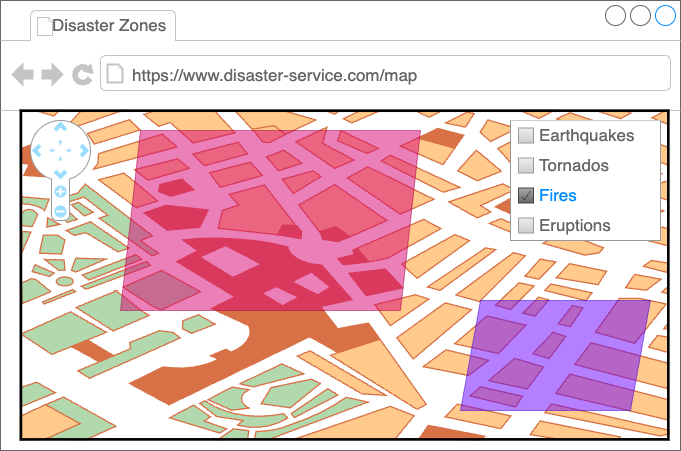 Disaster Zones
https://www.disaster-service.com/map
Earthquakes
Tornados
Fires
Eruptions